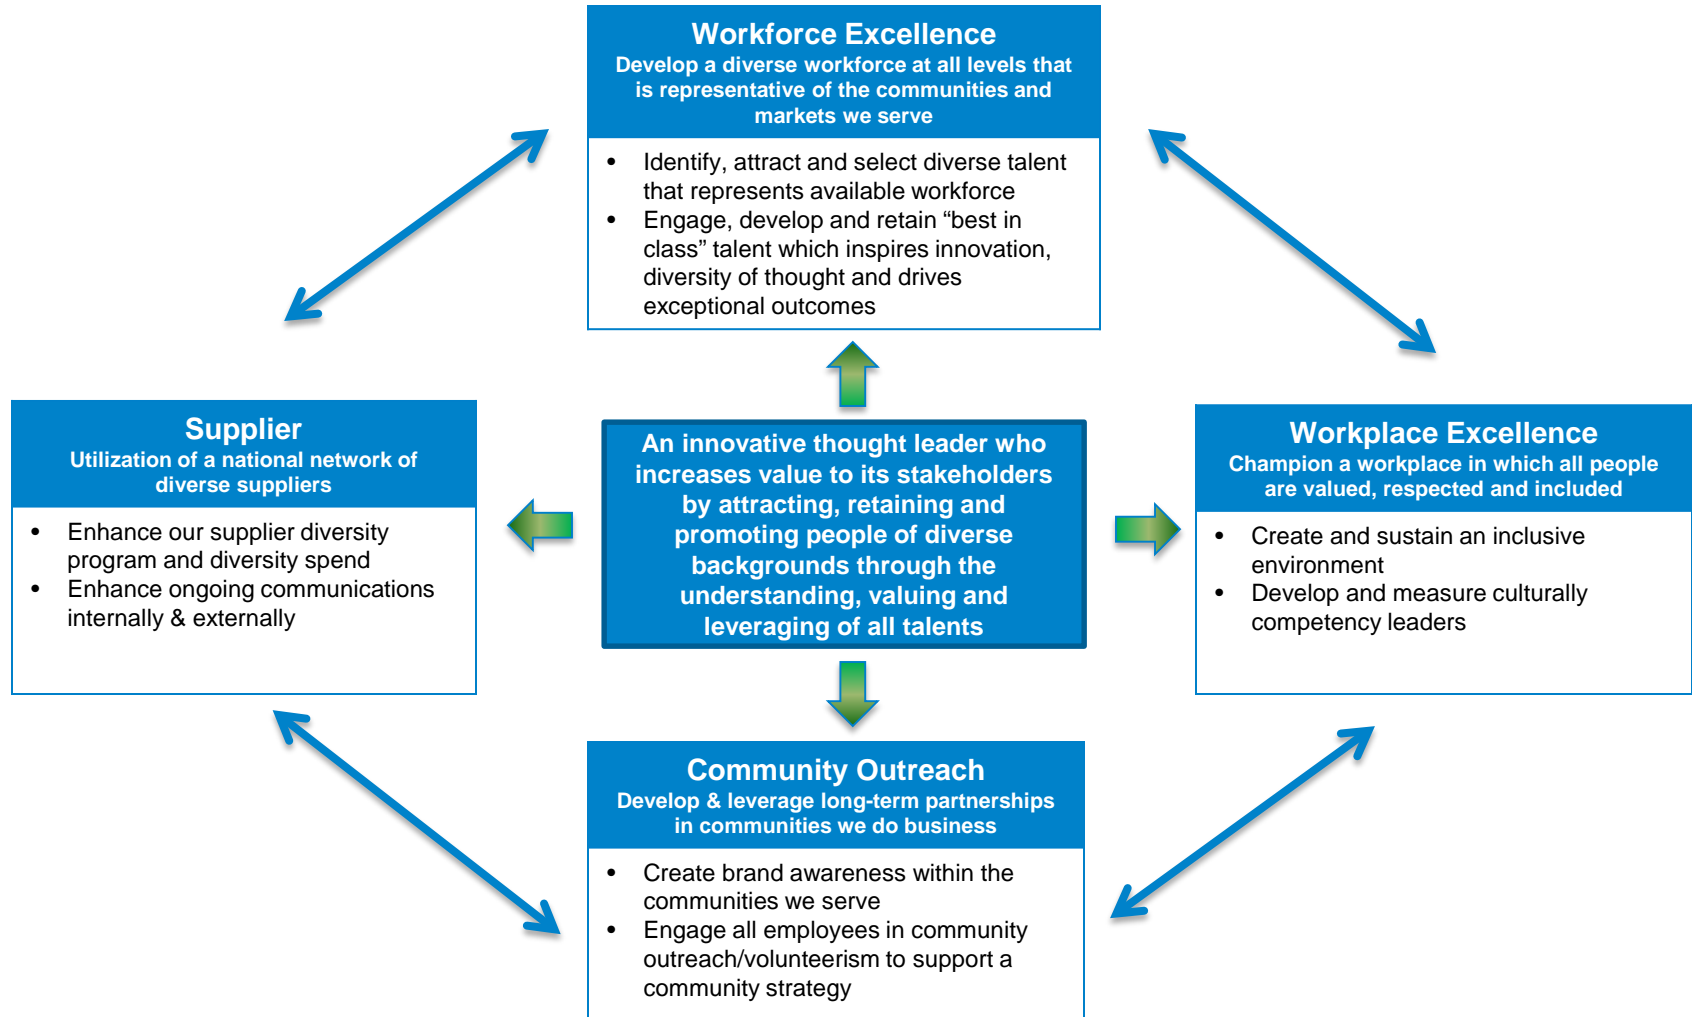 Workforce Excellence
Develop a diverse workforce at all levels that
is representative of the communities and
markets we serve
• Identify, attract and select diverse talent
that represents available workforce
• Engage, develop and retain “best in
class” talent which inspires innovation,
diversity of thought and drives
exceptional outcomes
Supplier
Utilization of a national network of
diverse suppliers
• Enhance our supplier diversity
program and diversity spend
• Enhance ongoing communications
internally & externally
An innovative thought leader who
increases value to its stakeholders
by attracting, retaining and
promoting people of diverse
backgrounds through the
understanding, valuing and
leveraging of all talents
Workplace Excellence
Champion a workplace in which all people
are valued, respected and included
• Create and sustain an inclusive
environment
• Develop and measure culturally
competency leaders
Community Outreach
Develop & leverage long-term partnerships
in communities we do business
• Create brand awareness within the
communities we serve
• Engage all employees in community
outreach/volunteerism to support a
community strategy